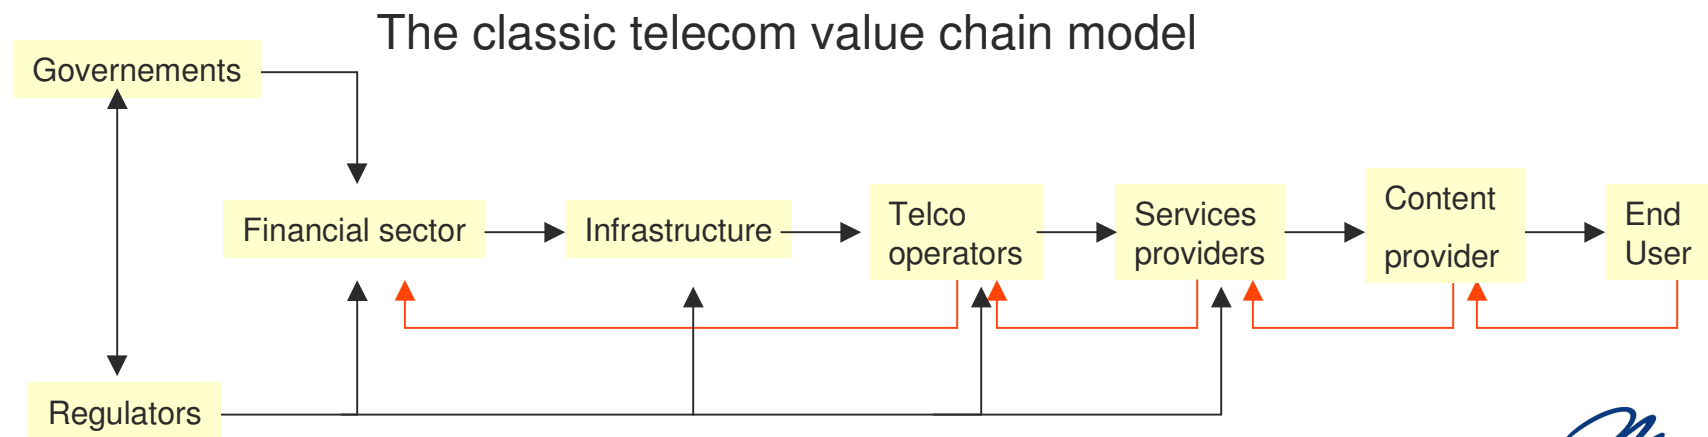 The classic telecom value chain model
Governements
Financial sector
Infrastructure
Telco
operators
Services
providers
Content
provider
End
User
Regulators